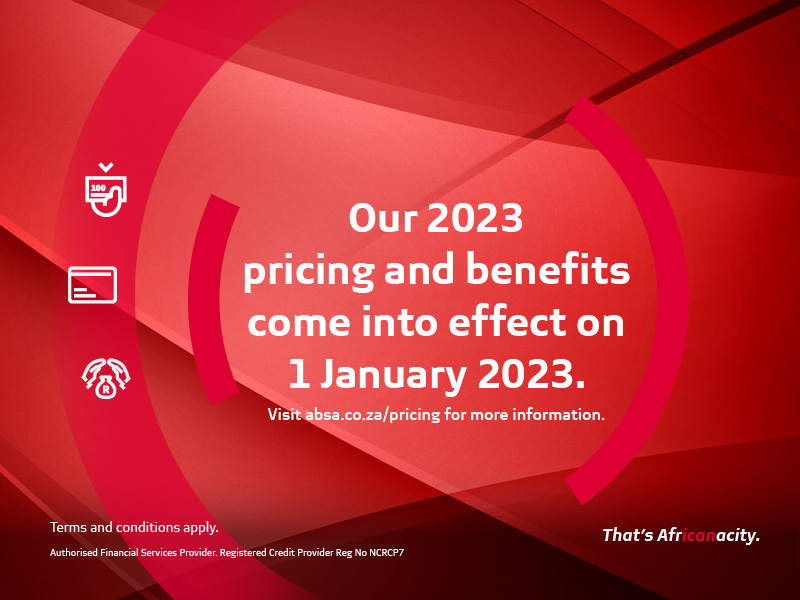 100
Our 2023
pricing and benefits
come into effect on
1 January 2023.
Visit absa.co.za/pricing for more information.
R
Terms and conditions apply.
Authorised Financial Services Provider. Registered Credit Provider Reg No NCRCP7
That's Africanacity.